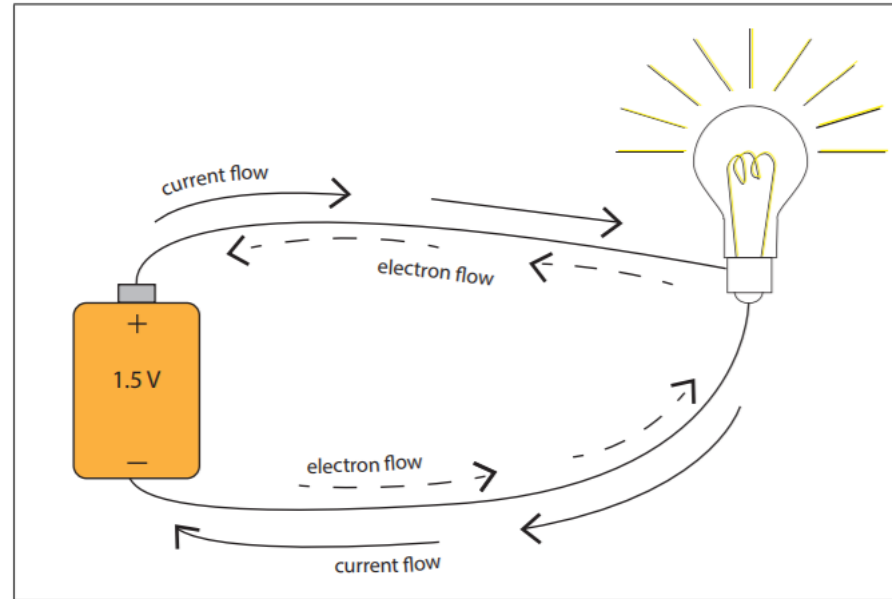 current flow
electron flow
+
1.5 V
–
electron flow
current flow